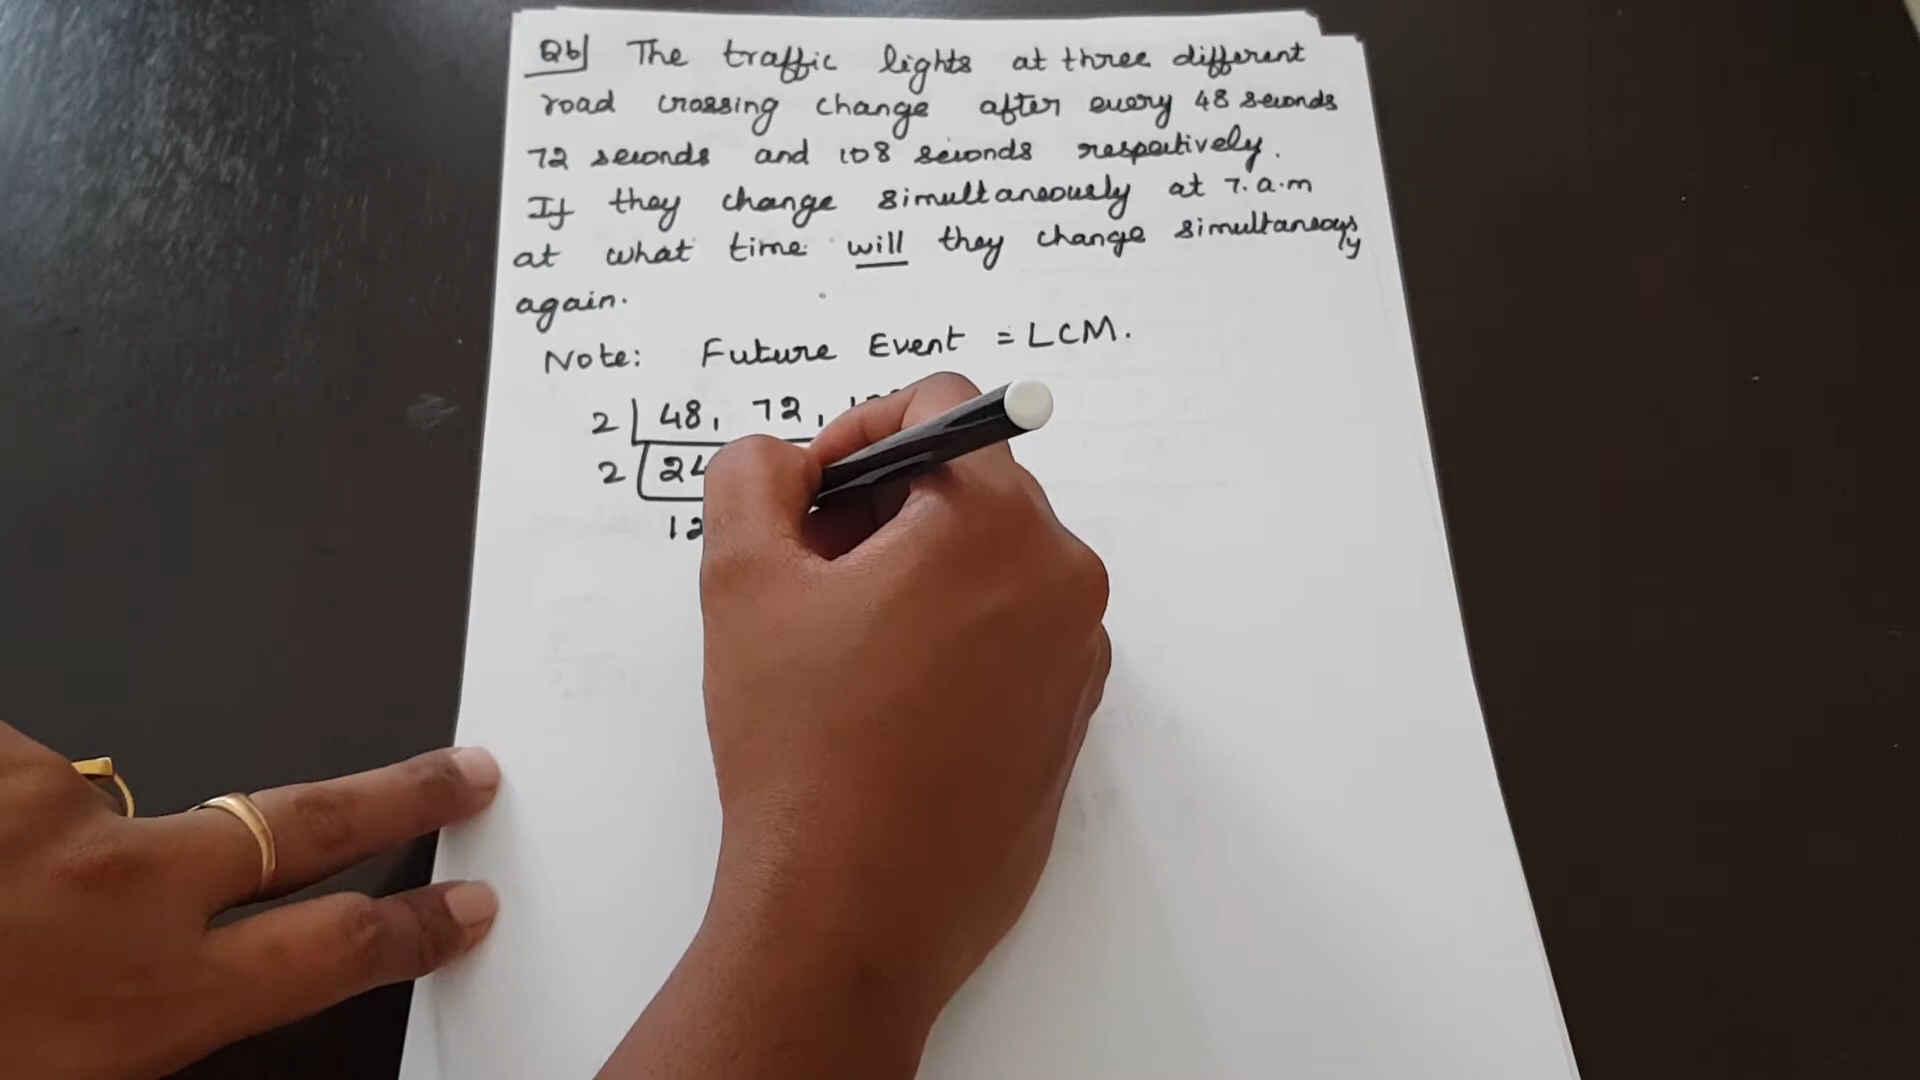 Q6] The traffic lights at three different
road crossing change after every 48 seconds
72 seconds and 108 seconds respectively.
If they change simultaneously at 7.a.m
at what time will they change simultaneously
again.
Note: Future Event = LCM.
2 | 48, 72,
2 | 24
12